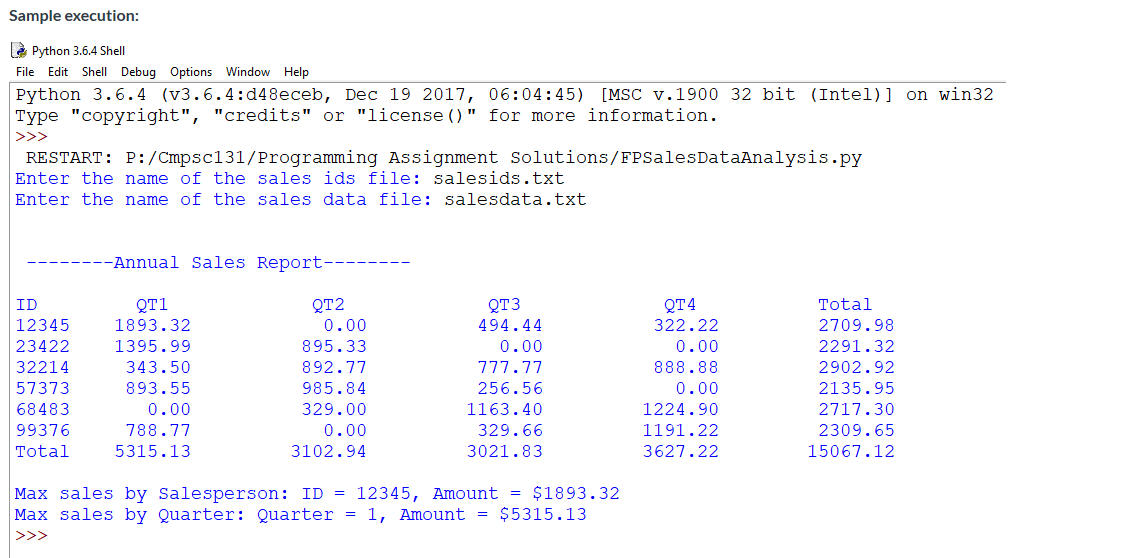 Sample execution:
Python 3.6.4 Shell
File Edit Shell Debug Options Window Help
Python 3.6.4 (v3.6.4:d48eceb, Dec 19 2017, 06:04:45) [MSC v.1900 32 bit (Intel)] on win32
Type "copyright", "credits" or "license()" for more information.
>>>
RESTART: P:/Cmpsc131/Programming Assignment Solutions/FPSalesDataAnalysis.py
Enter the name of the sales ids file: salesids.txt
Enter the name of the sales data file: salesdata.txt
--------Annual Sales Report--------
ID QT1 QT2 QT3 QT4 Total
12345 1893.32 0.00 494.44 322.22 2709.98
23422 1395.99 895.33 0.00 0.00 2291.32
32214 343.50 892.77 777.77 888.88 2902.92
57373 893.55 985.84 256.56 0.00 2135.95
68483 0.00 329.00 1163.40 1224.90 2717.30
99376 788.77 0.00 329.66 1191.22 2309.65
Total 5315.13 3102.94 3021.83 3627.22 15067.12
Max sales by Salesperson: ID = 12345, Amount = $1893.32
Max sales by Quarter: Quarter = 1, Amount = $5315.13
>>>